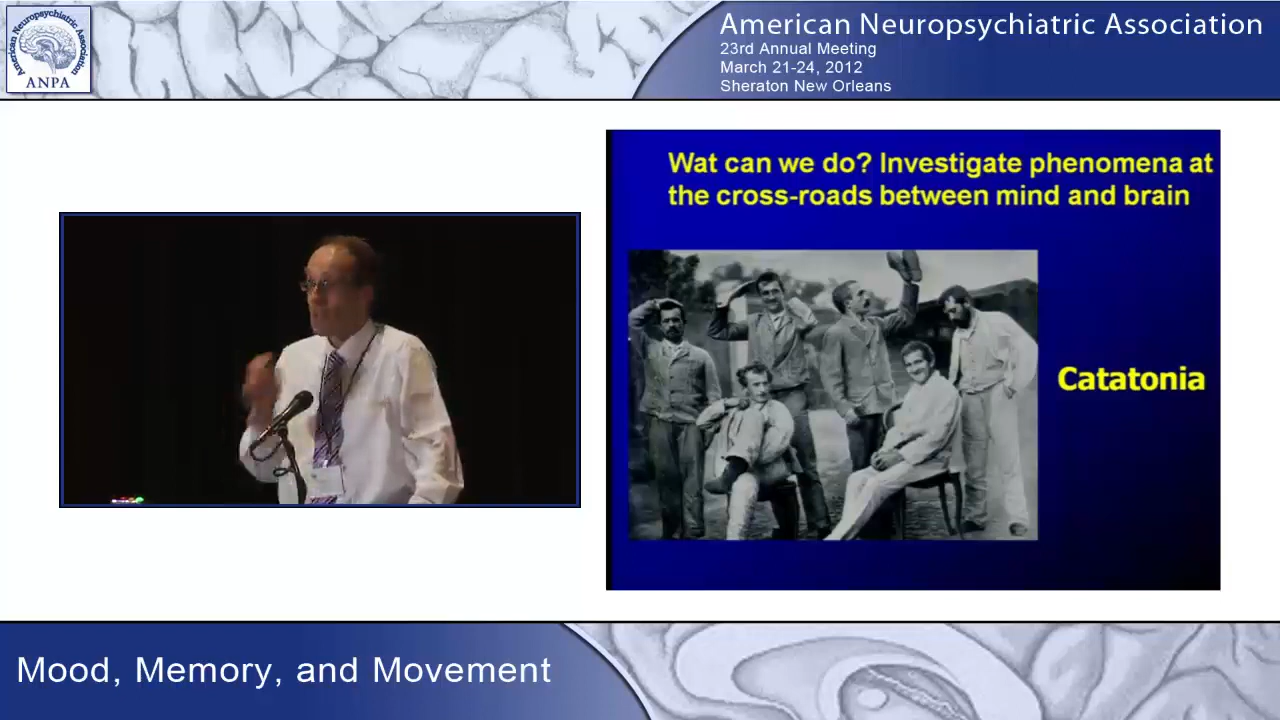 American Neuropsychiatric Association
ANPA
American Neuropsychiatric Association
23rd Annual Meeting
March 21-24, 2012
Sheraton New Orleans
Wat can we do? Investigate phenomena at
the cross-roads between mind and brain
Catatonia
Mood, Memory, and Movement